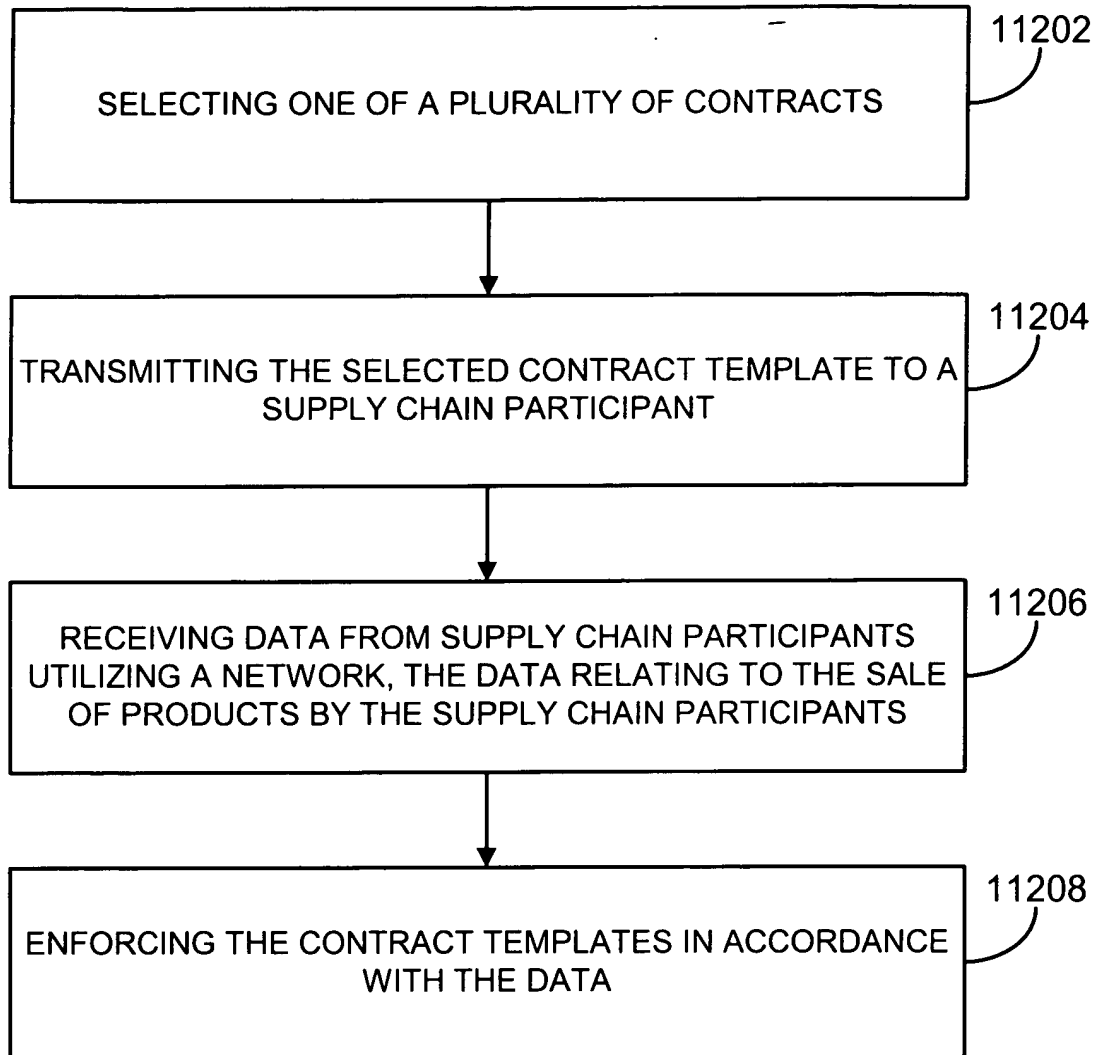 11202
SELECTING ONE OF A PLURALITY OF CONTRACTS
11204
TRANSMITTING THE SELECTED CONTRACT TEMPLATE TO A
SUPPLY CHAIN PARTICIPANT
11206
RECEIVING DATA FROM SUPPLY CHAIN PARTICIPANTS
UTILIZING A NETWORK, THE DATA RELATING TO THE SALE
OF PRODUCTS BY THE SUPPLY CHAIN PARTICIPANTS
11208
ENFORCING THE CONTRACT TEMPLATES IN ACCORDANCE
WITH THE DATA